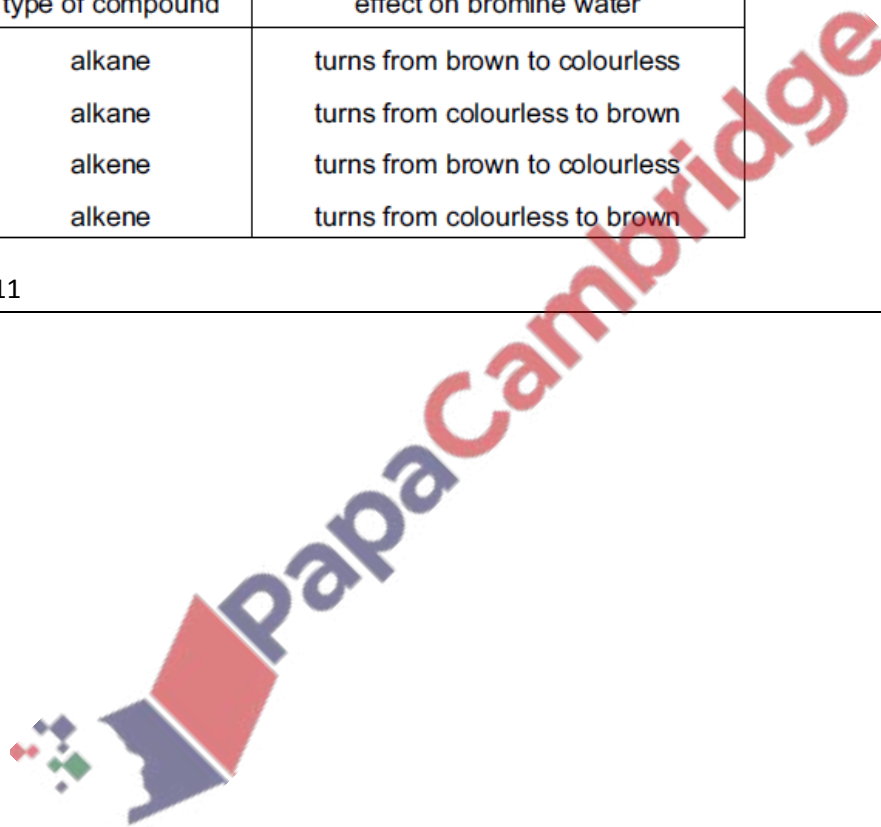 type of compound effect on bromine water
alkane turns from brown to colourless
alkane turns from colourless to brown
alkene turns from brown to colourless
alkene turns from colourless to brown
11
PapaCambridge